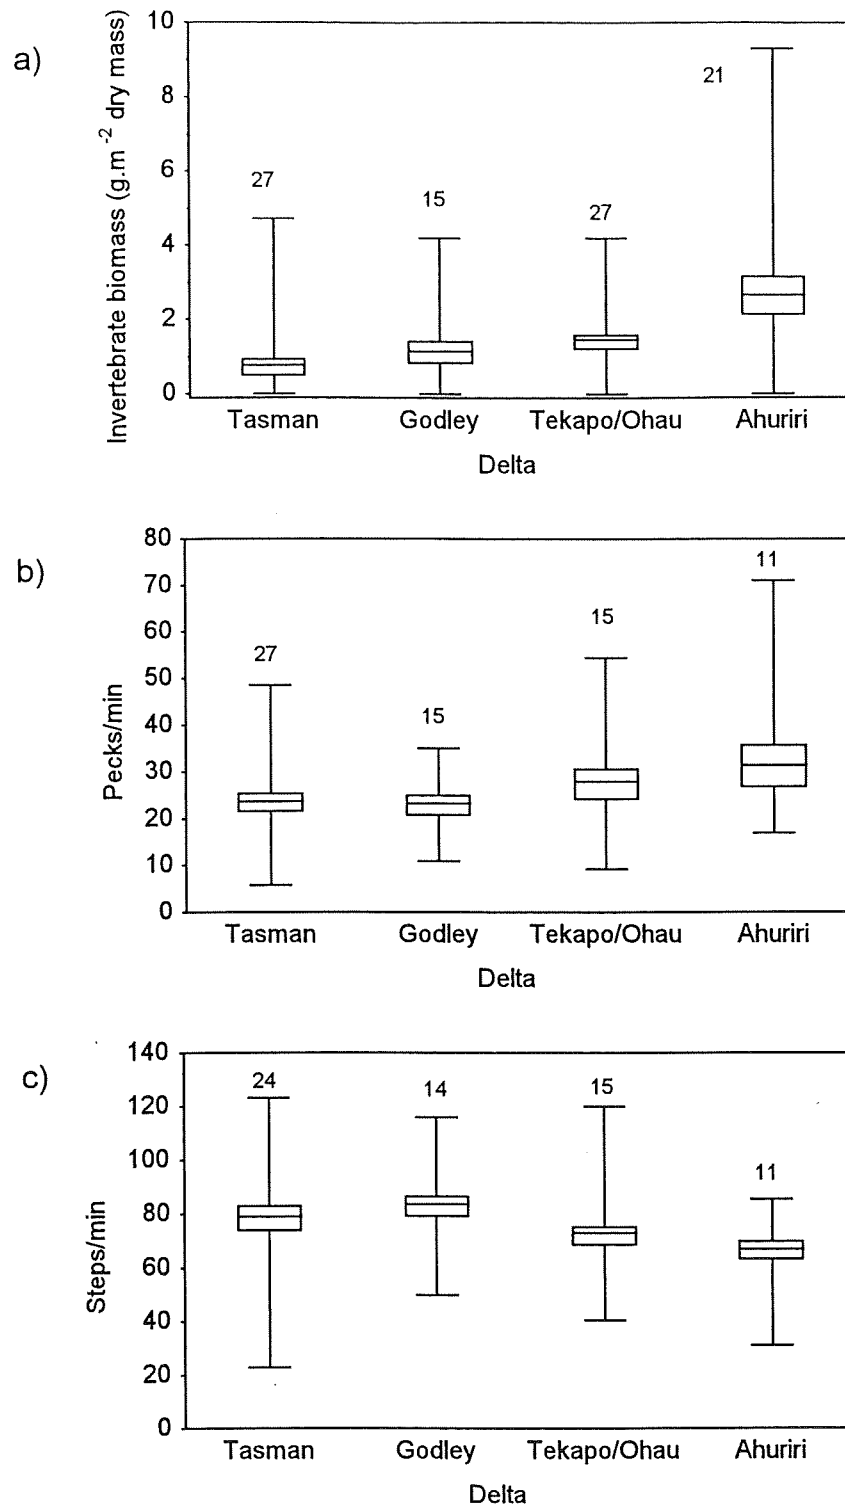 a)
Invertebrate biomass (g.m⁻² dry mass)
10
8
6
4
2
0
27
15
27
21
Tasman Godley Tekapo/Ohau Ahuriri
Delta
b)
Pecks/min
80
70
60
50
40
30
20
10
0
27
15
15
11
Tasman Godley Tekapo/Ohau Ahuriri
Delta
c)
Steps/min
140
120
100
80
60
40
20
0
24
14
15
11
Tasman Godley Tekapo/Ohau Ahuriri
Delta